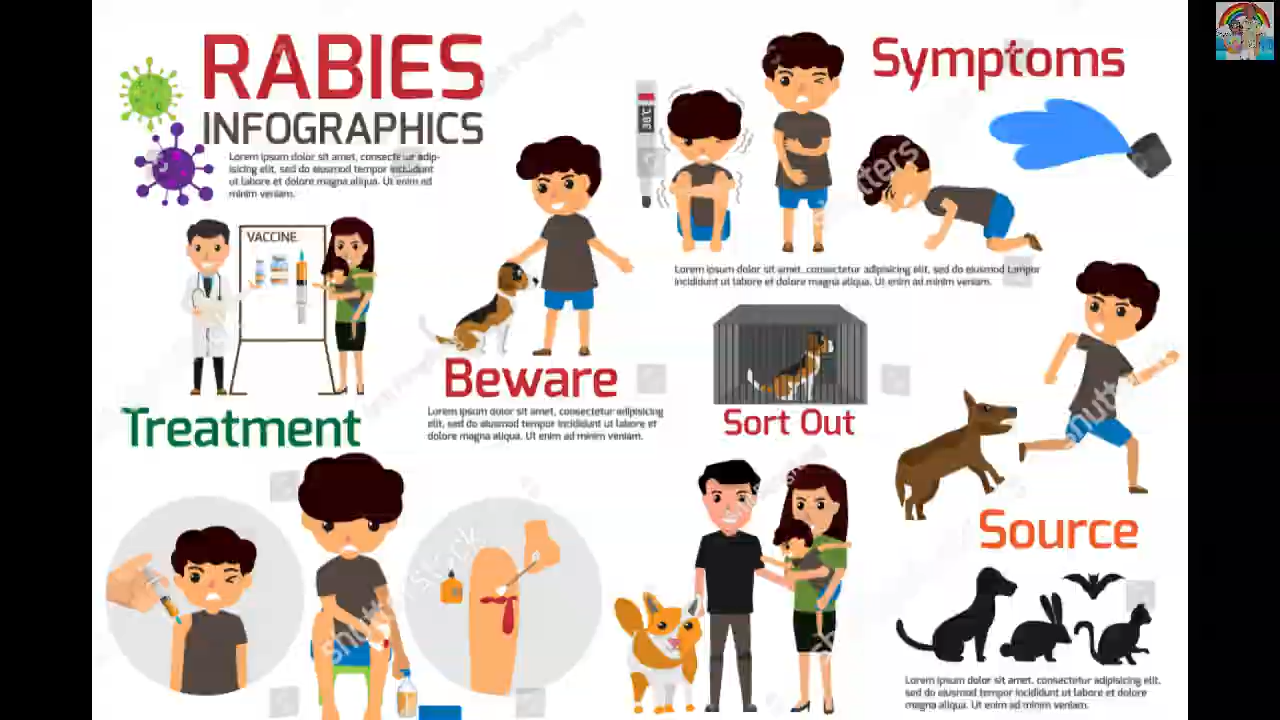 RABIES
INFOGRAPHICS
Lorem ipsum dolor sit amet, consectetur adip-
isicing elit, sed do eiusmod tempor incididunt
ut labore et dolore magna aliqua. Ut enim ad
minim veniam.
Symptoms
36°C
Lorem ipsum dolor sit amet, consectetur adipisicing elit, sed do eiusmod tempor
incididunt ut labore et dolore magna aliqua. Ut enim ad minim veniam.
VACCINE
Treatment
Beware
Lorem ipsum dolor sit amet, consectetur adipisicing
elit, sed do eiusmod tempor incididunt ut labore et
dolore magna aliqua. Ut enim ad minim veniam.
Sort Out
Source
Lorem ipsum dolor sit amet, consectetur adipisicing elit,
sed do eiusmod tempor incididunt ut labore et dolore
magna aliqua. Ut enim ad minim veniam.
shutterstock